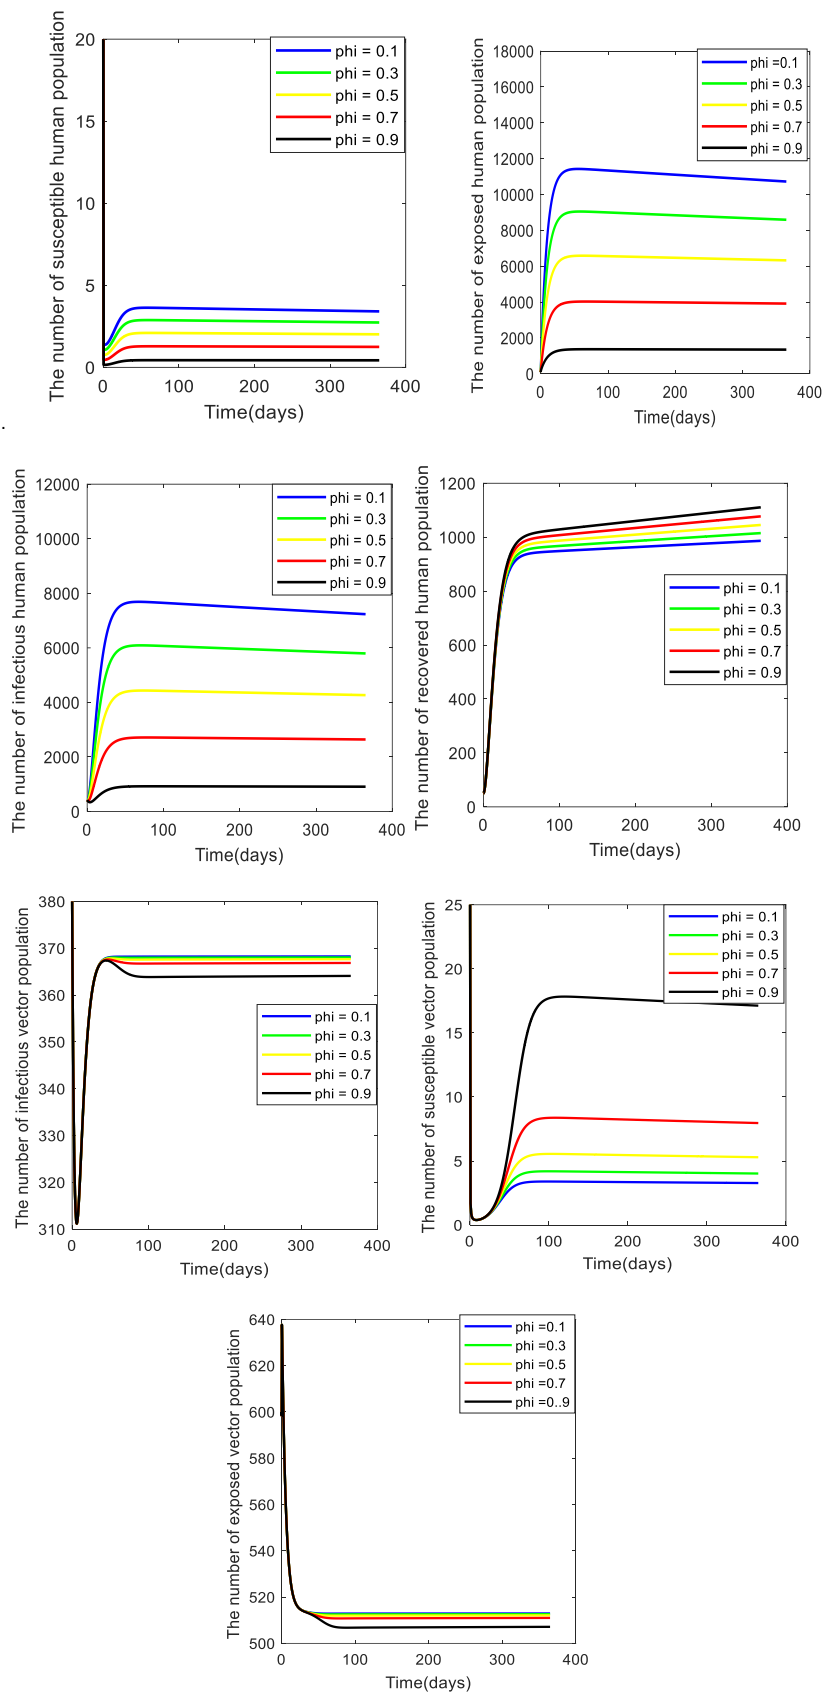 The number of susceptible human population
20
15
10
5
0
0
100
200
300
400
Time(days)
phi = 0.1
phi = 0.3
phi = 0.5
phi = 0.7
phi = 0.9
The number of exposed human population
18000
16000
14000
12000
10000
8000
6000
4000
2000
0
0
100
200
300
400
Time(days)
phi =0.1
phi = 0.3
phi = 0.5
phi = 0.7
phi = 0.9
.
The number of infectious human population
12000
10000
8000
6000
4000
2000
0
0
100
200
300
400
Time(days)
phi = 0.1
phi = 0.3
phi = 0.5
phi = 0.7
phi = 0.9
The number of recovered human population
1200
1000
800
600
400
200
0
0
100
200
300
400
Time(days)
phi = 0.1
phi = 0.3
phi = 0.5
phi = 0.7
phi = 0.9
The number of infectious vector population
380
370
360
350
340
330
320
310
0
100
200
300
400
Time(days)
phi = 0.1
phi = 0.3
phi = 0.5
phi = 0.7
phi = 0.9
The number of susceptible vector population
25
20
15
10
5
0
0
100
200
300
400
Time(days)
phi = 0.1
phi = 0.3
phi = 0.5
phi = 0.7
phi = 0.9
The number of exposed vector population
640
620
600
580
560
540
520
500
0
100
200
300
400
Time(days)
phi =0.1
phi =0.3
phi =0.5
phi =0.7
phi =0..9